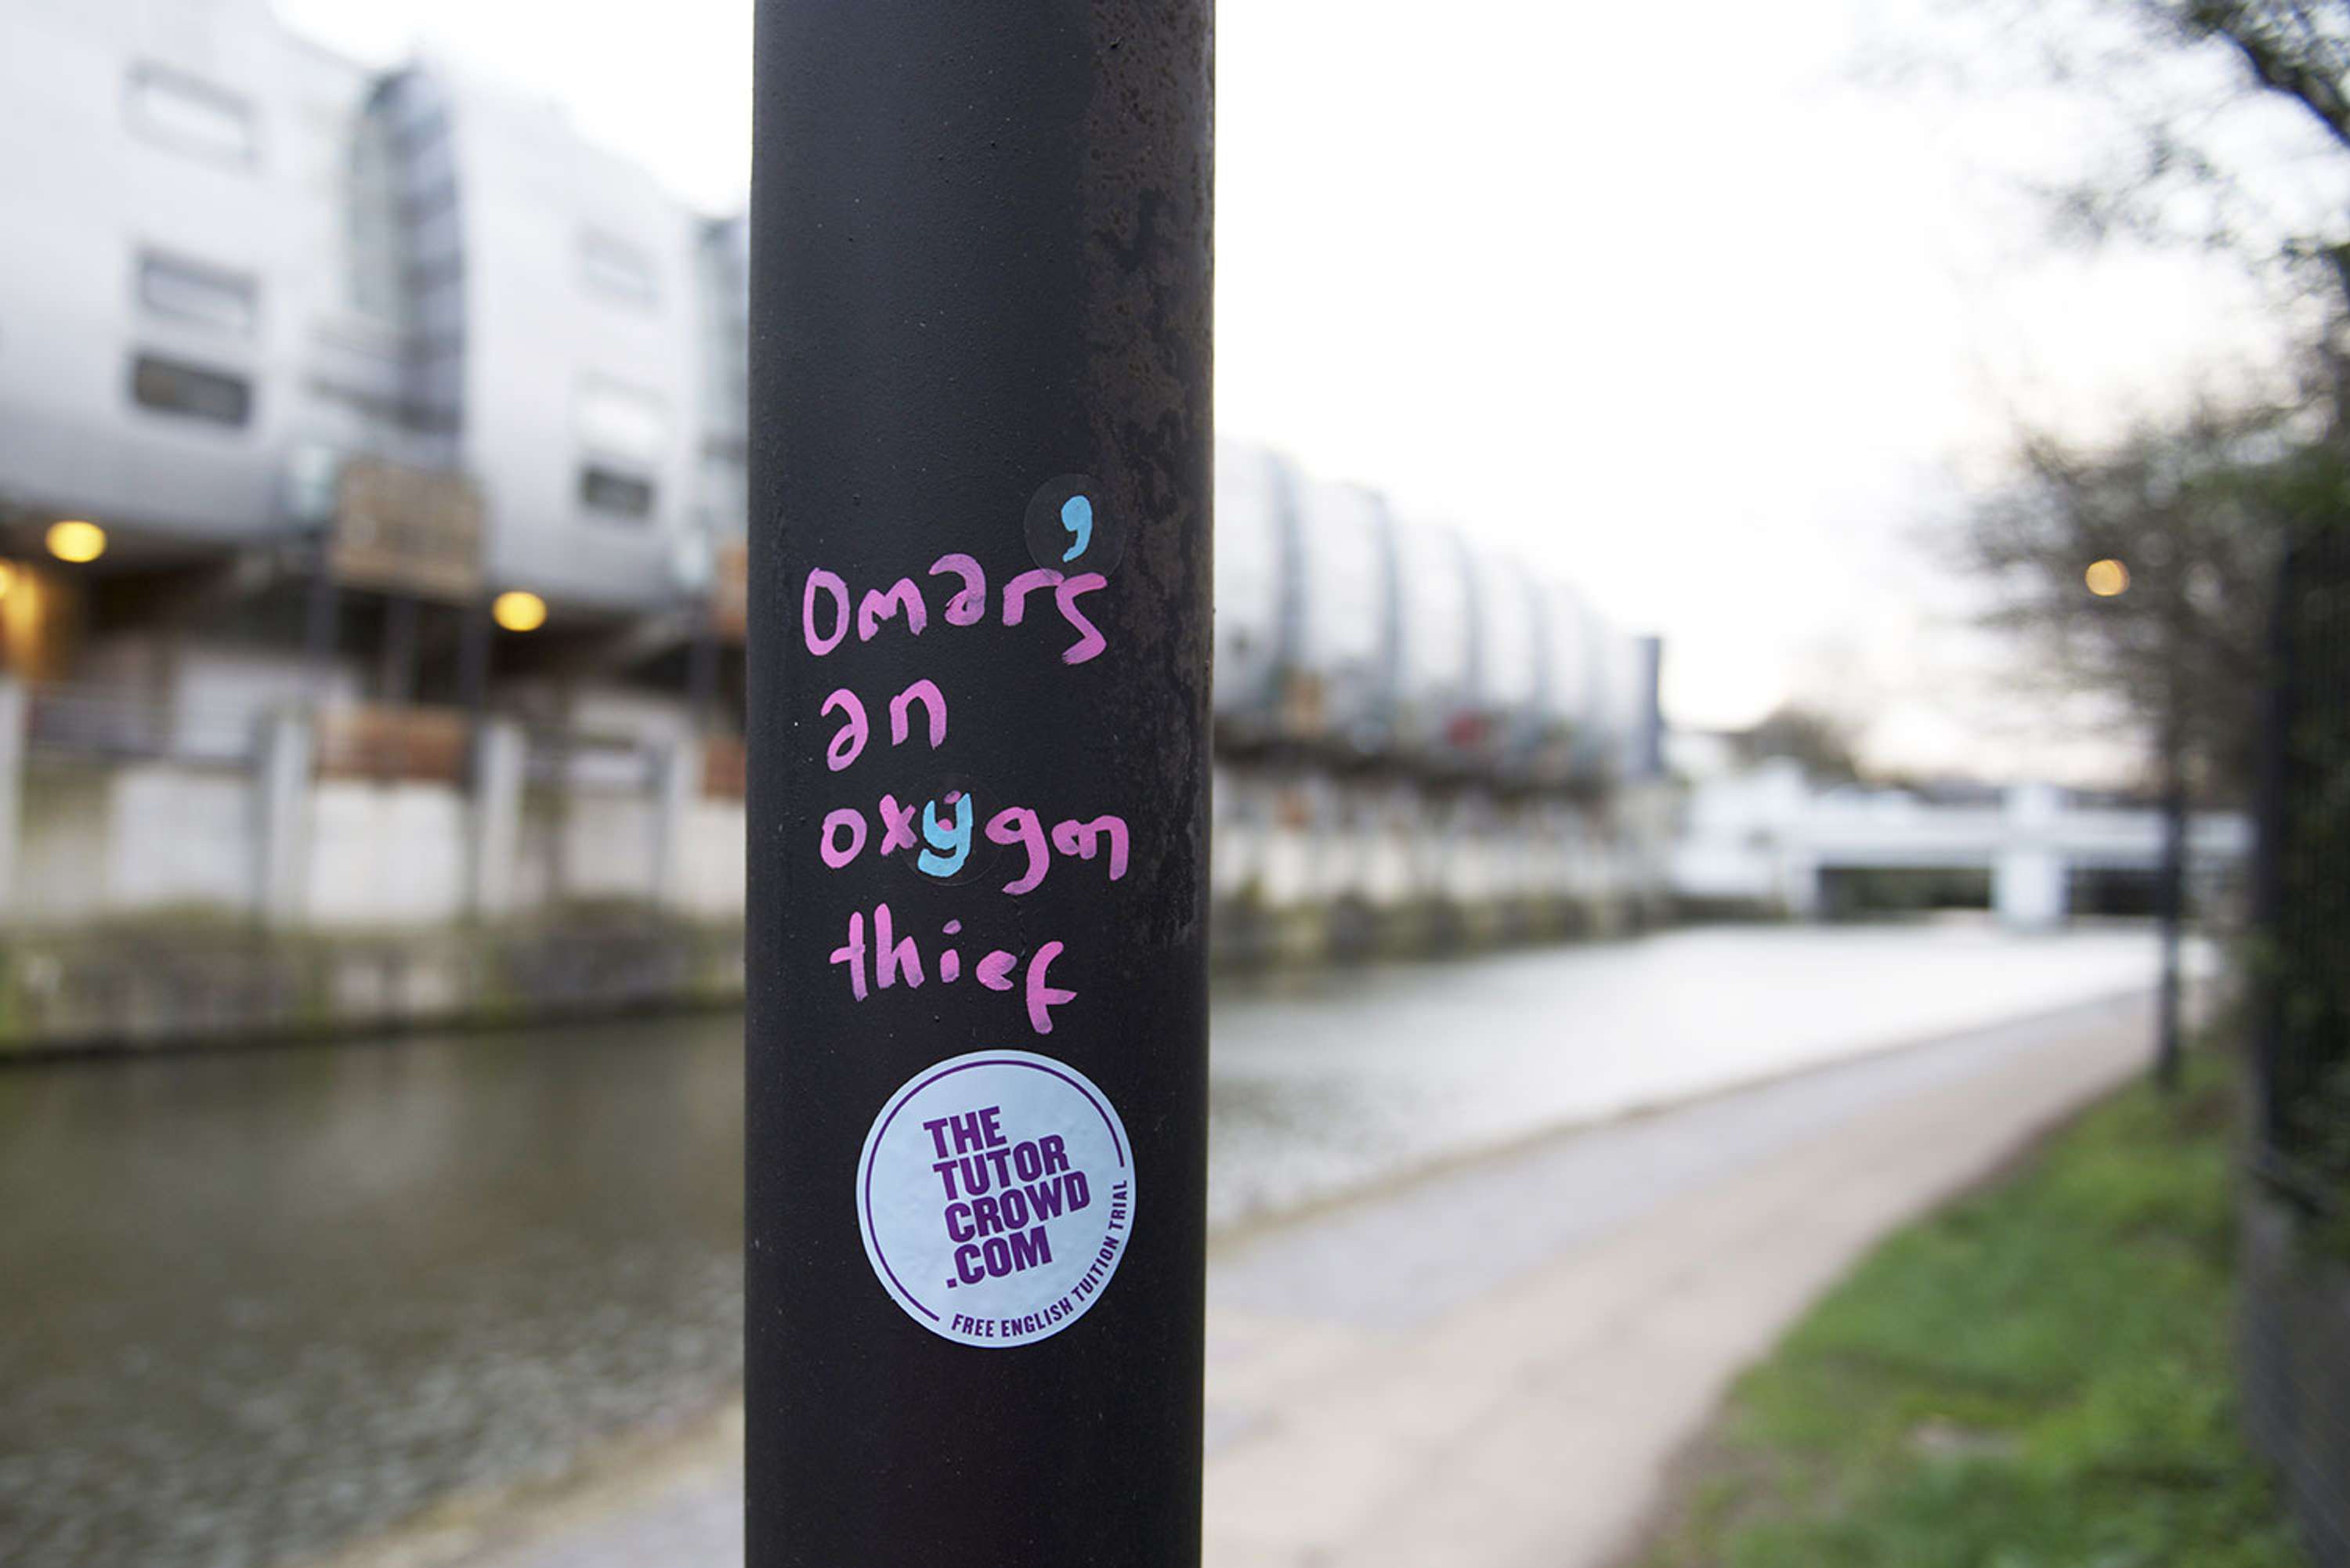 Omar's
an
oxygen
thief
THE
TUTOR
CROWD
.COM
FREE ENGLISH TUITION TRIAL